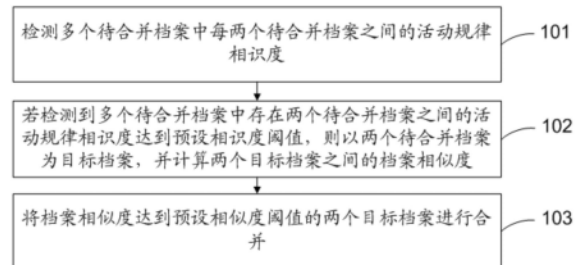 检测多个待合并档案中每两个待合并档案之间的活动规律
相识度
101
若检测到多个待合并档案中存在两个待合并档案之间的活
动规律相识度达到预设相识度阈值，则以两个待合并档案
为目标档案，并计算两个目标档案之间的档案相似度
102
将档案相似度达到预设相似度阈值的两个目标档案进行合
并
103